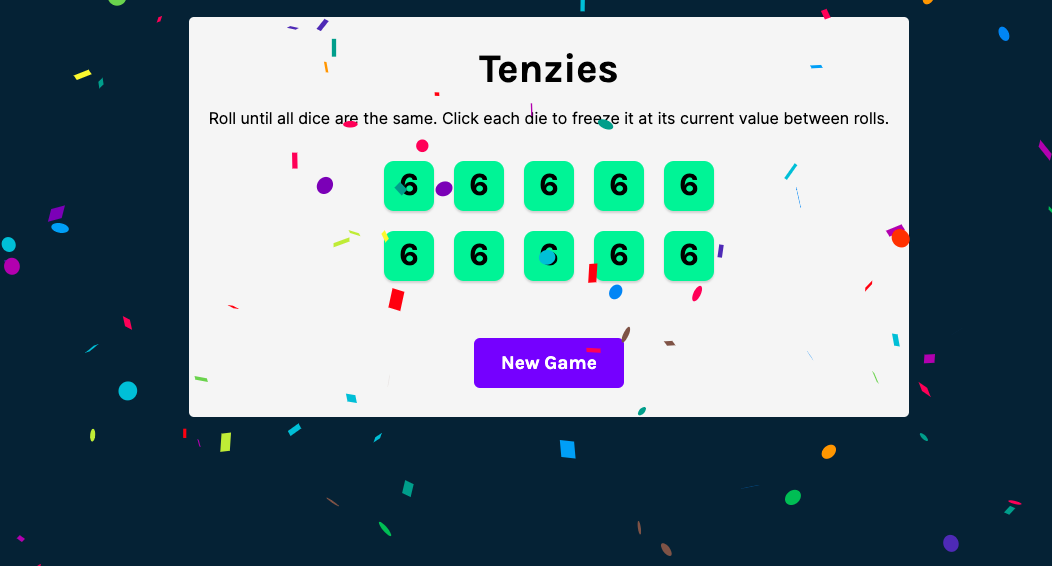 Tenzies
Roll until all dice are the same. Click each die to freeze it at its current value between rolls.
6 6 6 6 6
6 6 6 6 6
New Game